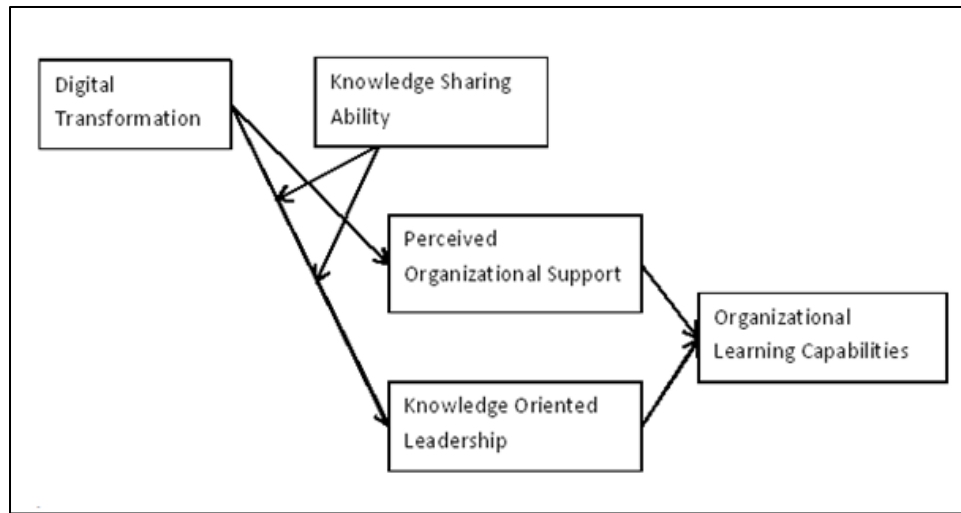 Digital
Transformation
Knowledge Sharing
Ability
Perceived
Organizational Support
Organizational
Learning Capabilities
Knowledge Oriented
Leadership